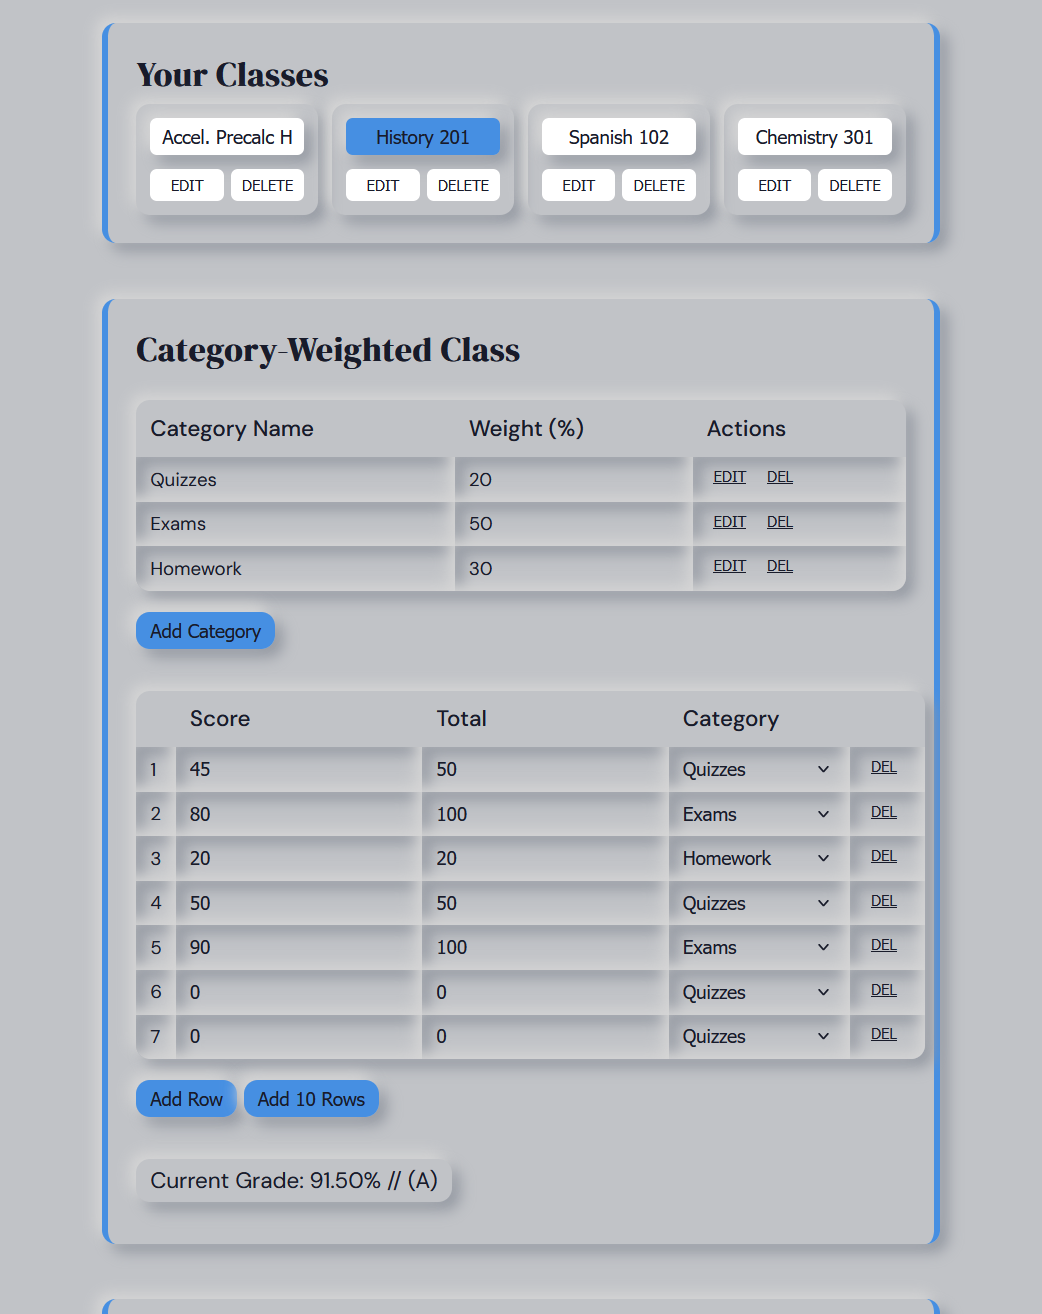 Your Classes
Accel. Precalc H History 201 Spanish 102 Chemistry 301
EDIT DELETE EDIT DELETE EDIT DELETE EDIT DELETE
Category-Weighted Class
Category Name Weight (%) Actions
Quizzes 20 EDIT DEL
Exams 50 EDIT DEL
Homework 30 EDIT DEL
Add Category
Score Total Category
1 45 50 Quizzes DEL
2 80 100 Exams DEL
3 20 20 Homework DEL
4 50 50 Quizzes DEL
5 90 100 Exams DEL
6 0 0 Quizzes DEL
7 0 0 Quizzes DEL
Add Row Add 10 Rows
Current Grade: 91.50% // (A)